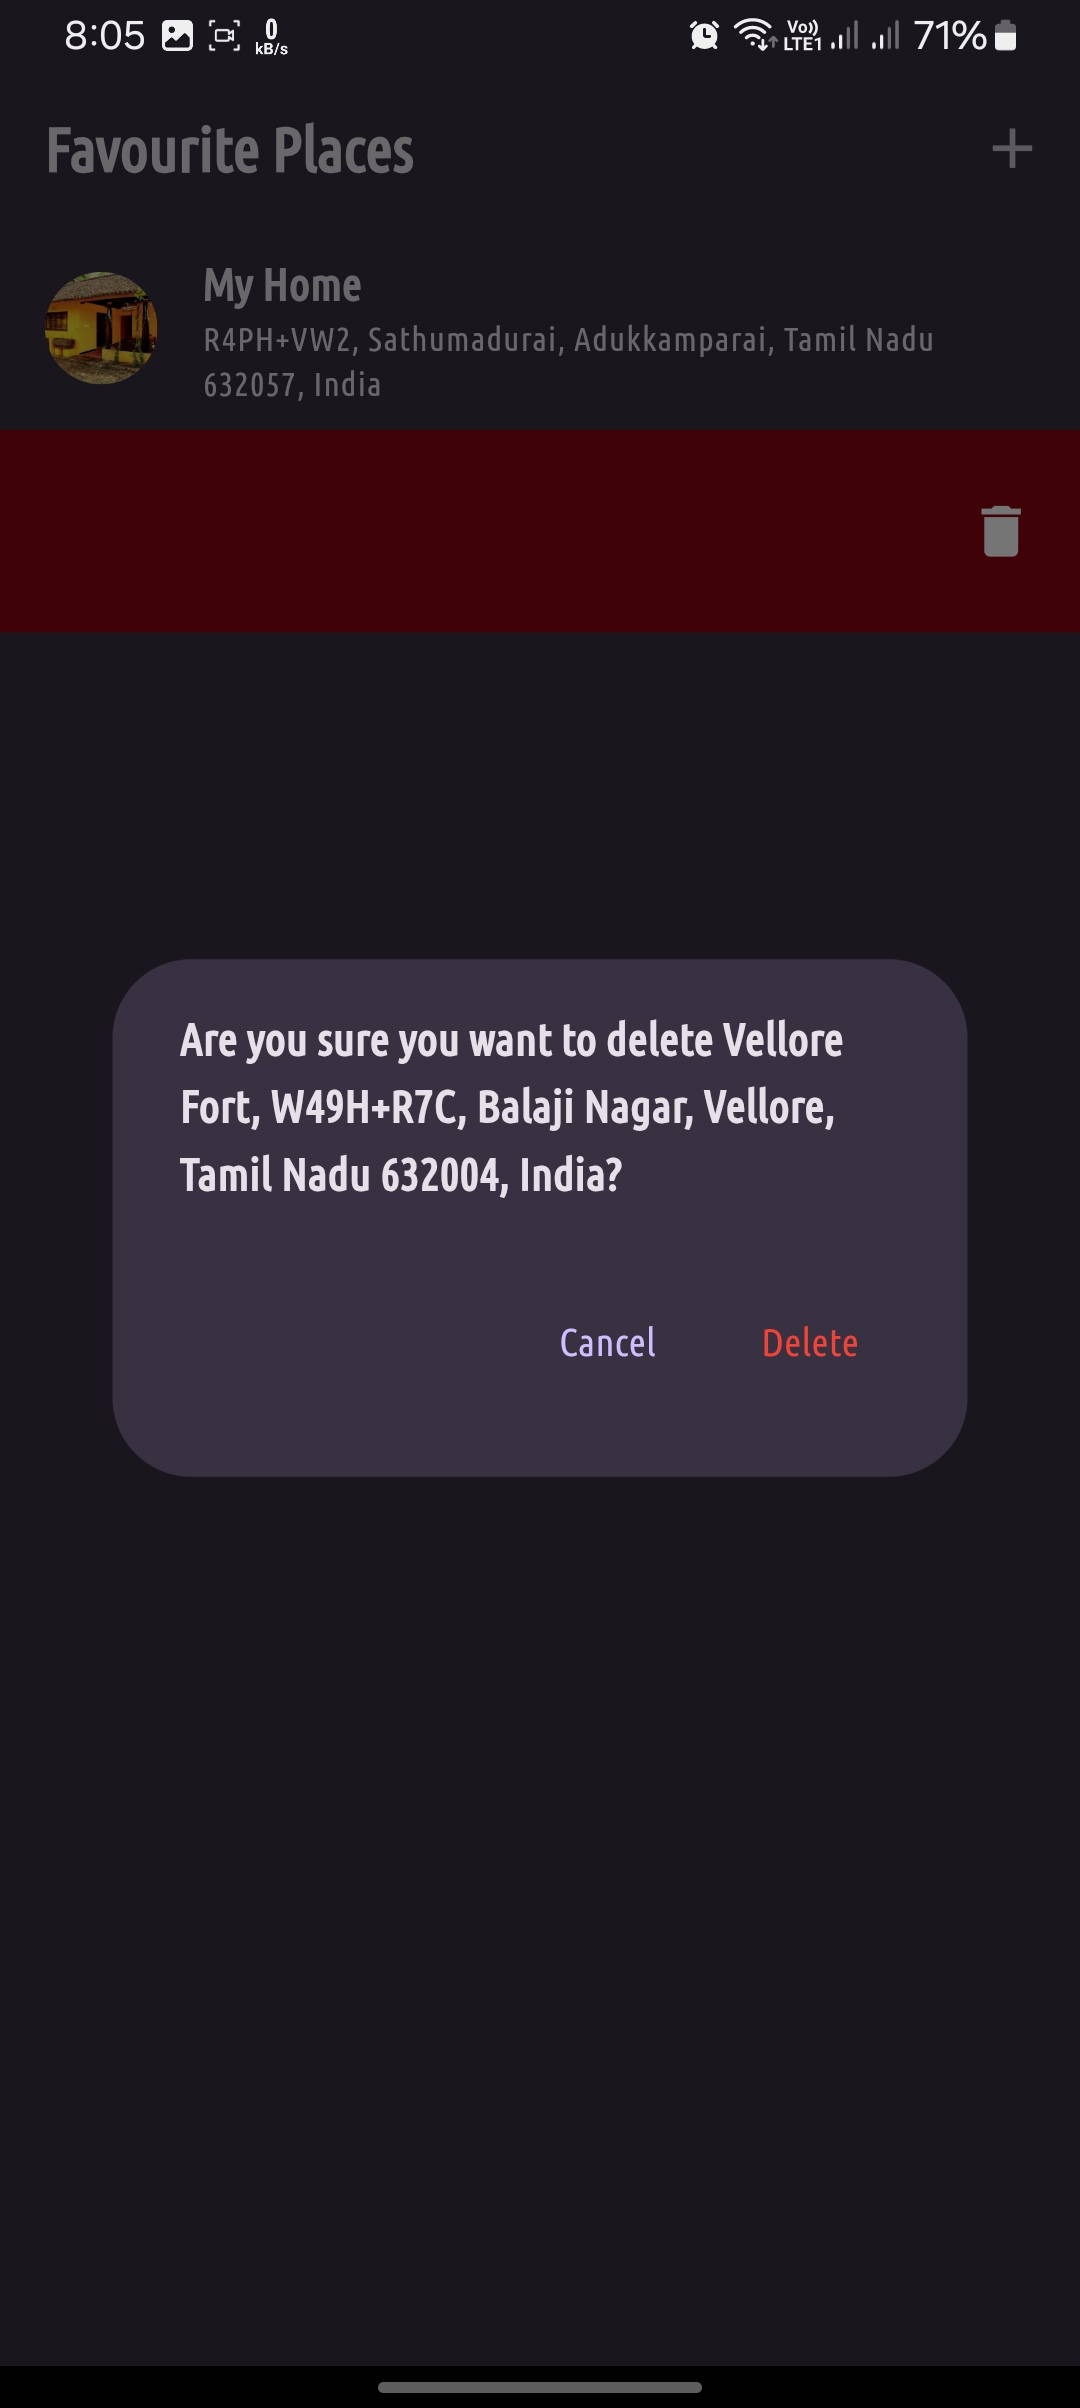 8:05 0 kB/s Vo)) LTE1 71%
Favourite Places
My Home
R4PH+VW2, Sathumadurai, Adukkamparai, Tamil Nadu
632057, India
Are you sure you want to delete Vellore
Fort, W49H+R7C, Balaji Nagar, Vellore,
Tamil Nadu 632004, India?
Cancel Delete